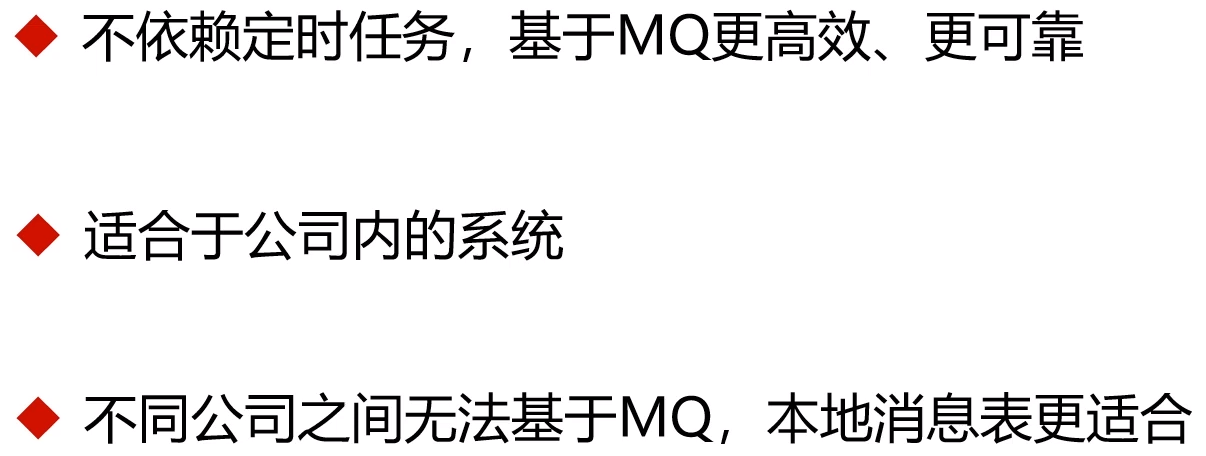 不依赖定时任务，基于MQ更高效、更可靠
适合于公司内的系统
不同公司之间无法基于MQ，本地消息表更适合